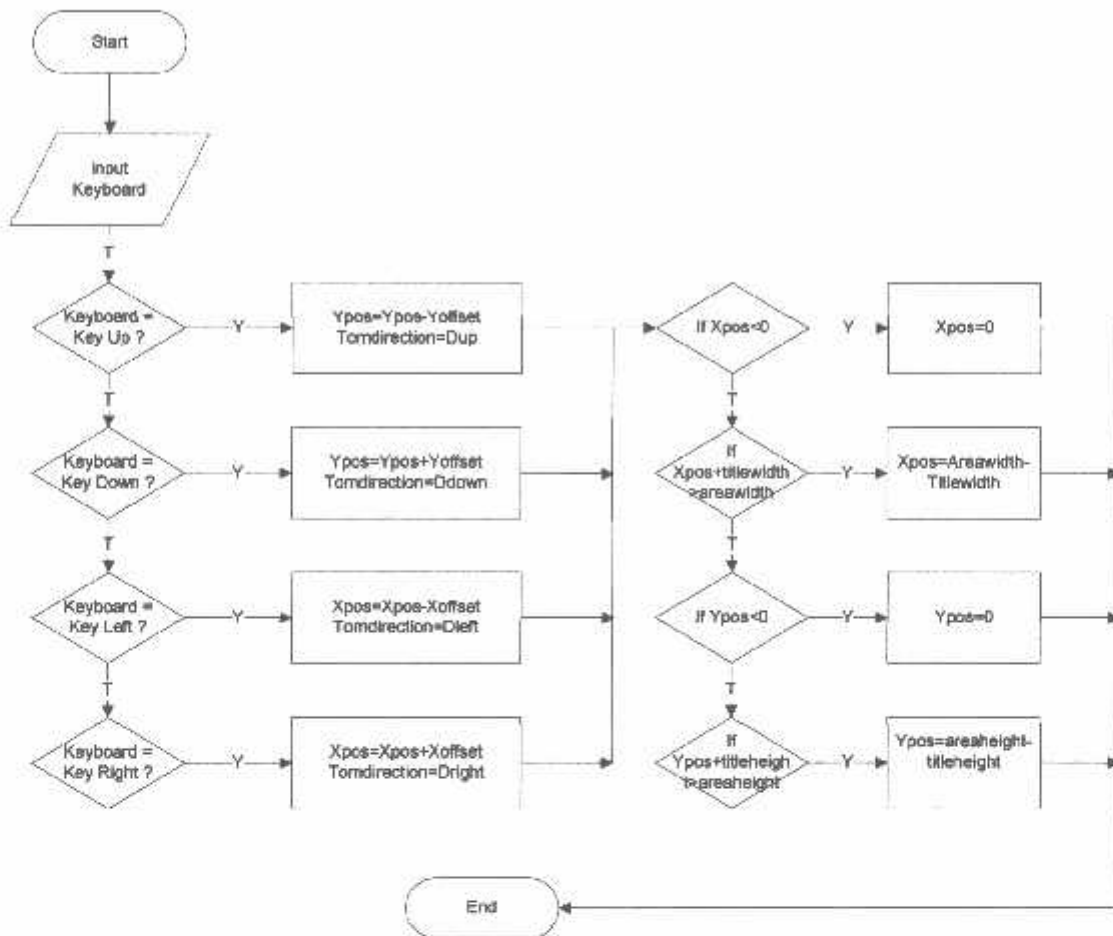 Start
Input
Keyboard
T
Keyboard =
Key Up ?
Y
Ypos=Ypos-Yoffset
Tomdirection=Dup
If Xpos<0
Y
Xpos=0
T
T
Keyboard =
Key Down ?
Y
Ypos=Ypos+Yoffset
Tomdirection=Ddown
If
Xpos+titlewidth
>areawidth
Y
Xpos=Areawidth-
Titlewidth
T
T
Keyboard =
Key Left ?
Y
Xpos=Xpos-Xoffset
Tomdirection=Dleft
If Ypos<0
Y
Ypos=0
T
T
Keyboard =
Key Right ?
Y
Xpos=Xpos+Xoffset
Tomdirection=Dright
If
Ypos+titleheigh
t>areaheight
Y
Ypos=areaheight-
titleheight
End